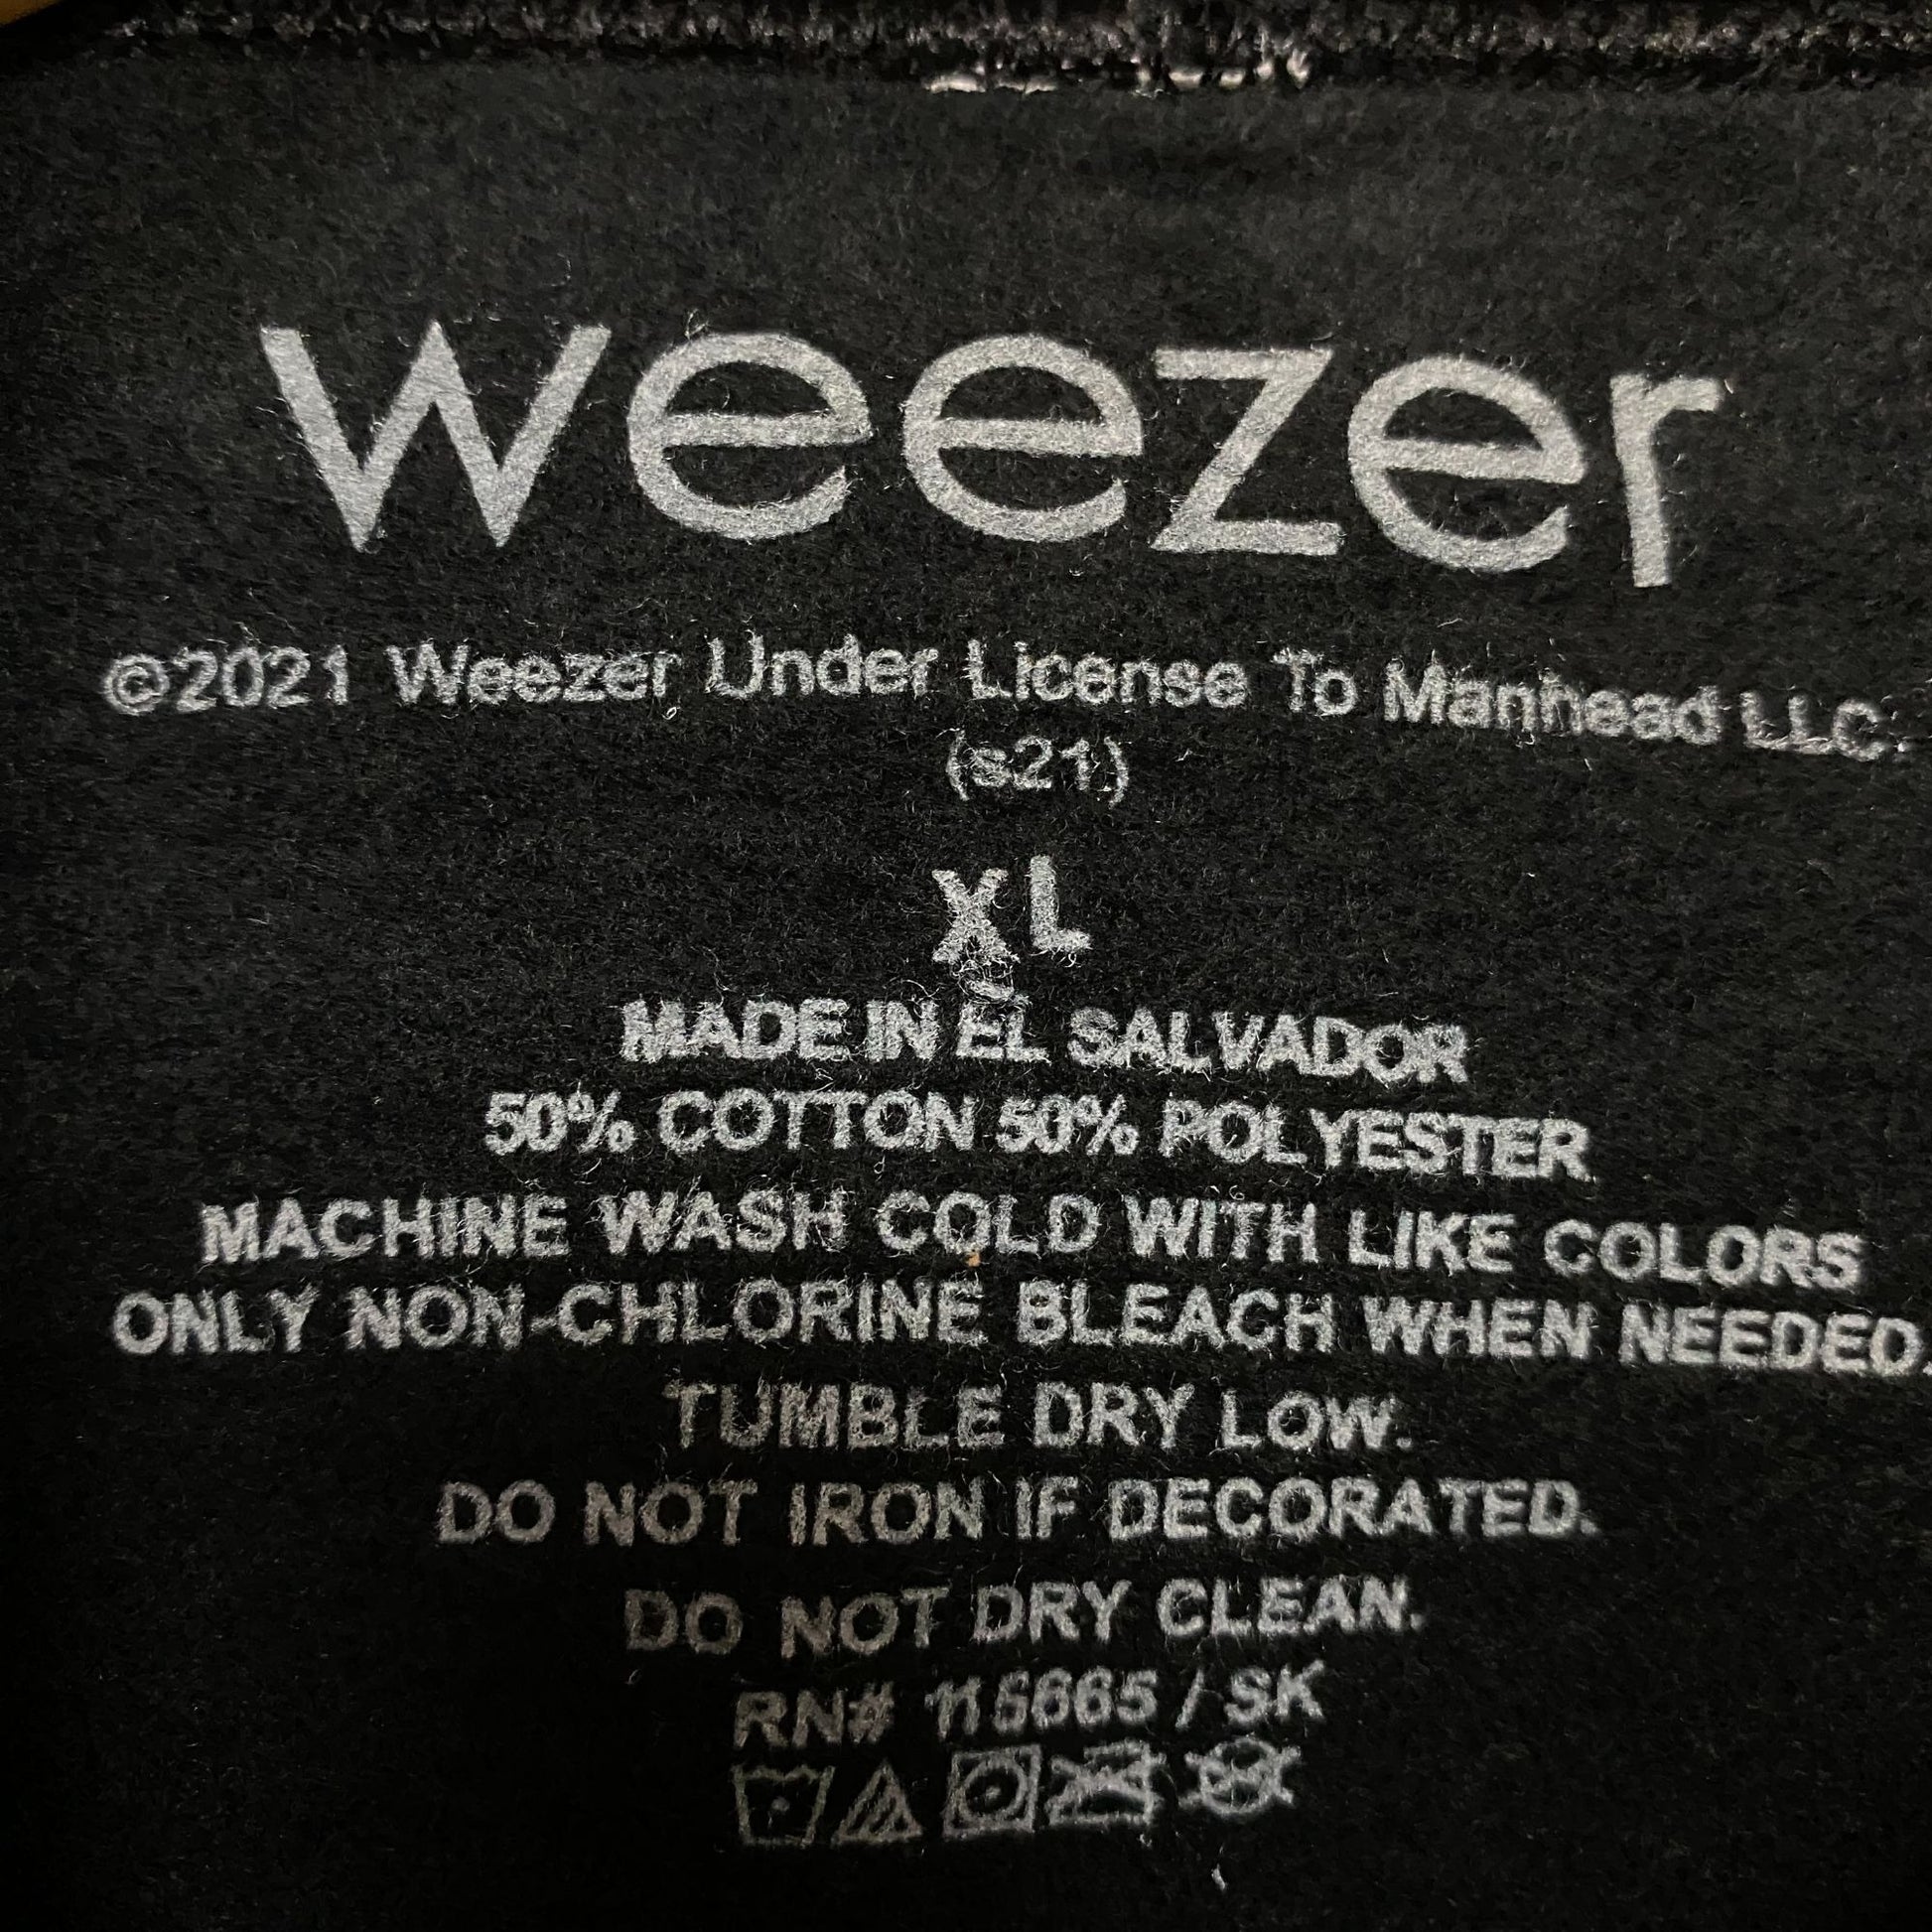 weezer
©2021 Weezer Under License To Manhead LLC.
(s21)
XL
MADE IN EL SALVADOR
50% COTTON 50% POLYESTER
MACHINE WASH COLD WITH LIKE COLORS
ONLY NON-CHLORINE BLEACH WHEN NEEDED.
TUMBLE DRY LOW.
DO NOT IRON IF DECORATED.
DO NOT DRY CLEAN.
RN# 115665 / SK